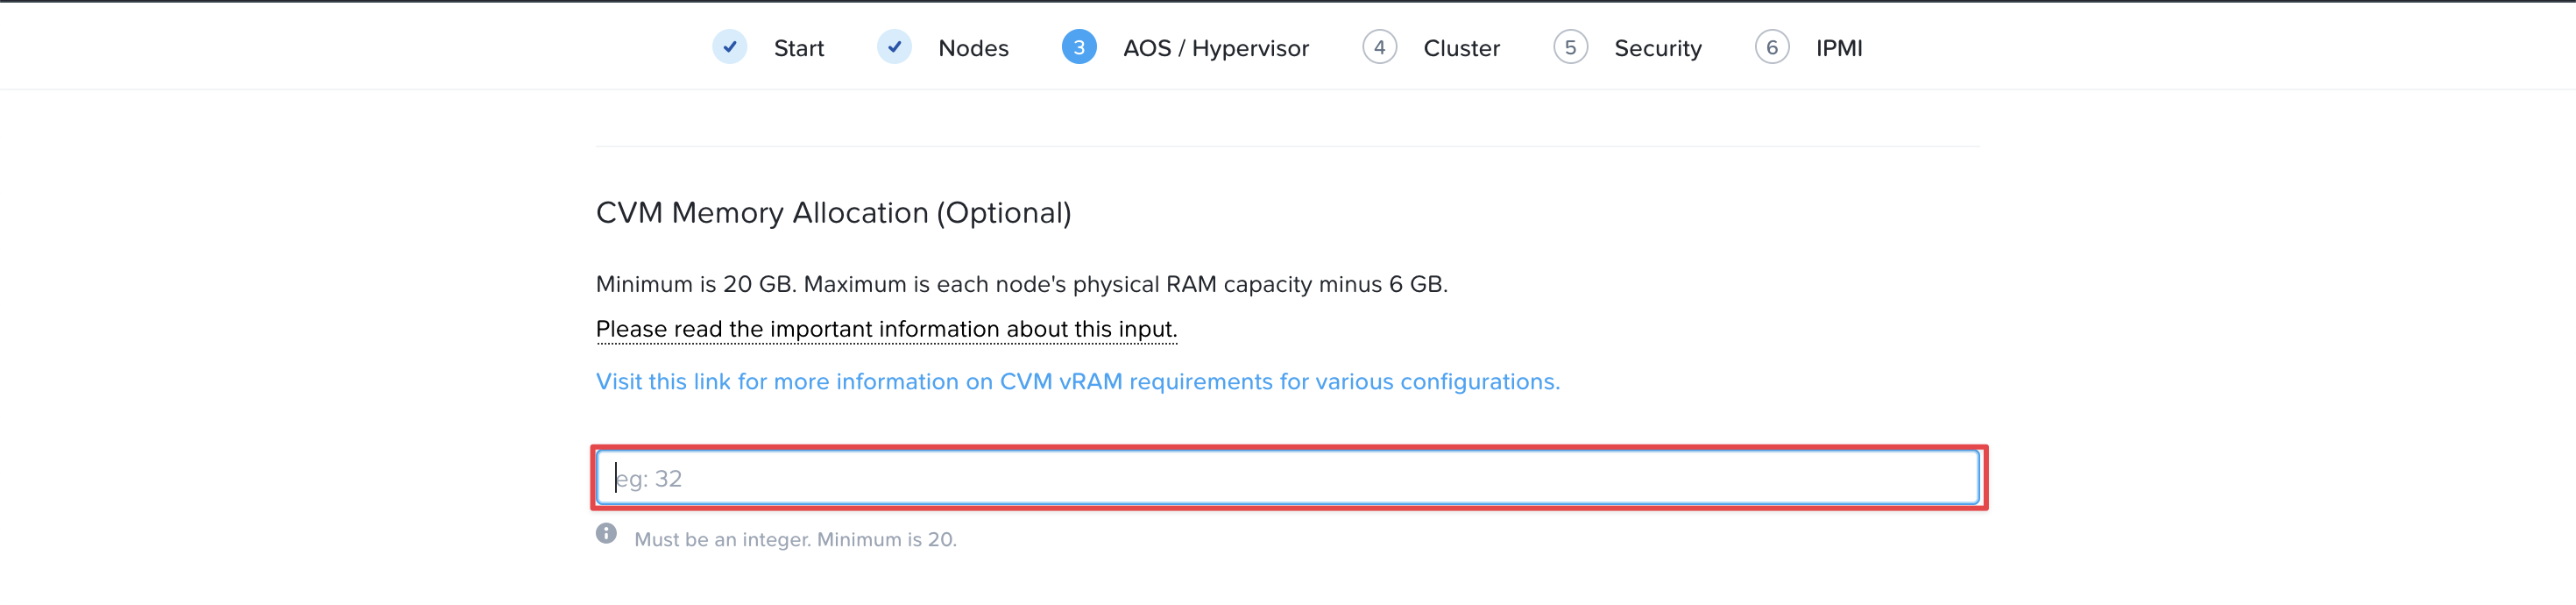 Start Nodes 3 AOS / Hypervisor 4 Cluster 5 Security 6 IPMI
CVM Memory Allocation (Optional)
Minimum is 20 GB. Maximum is each node's physical RAM capacity minus 6 GB.
Please read the important information about this input.
Visit this link for more information on CVM vRAM requirements for various configurations.
eg: 32
Must be an integer. Minimum is 20.